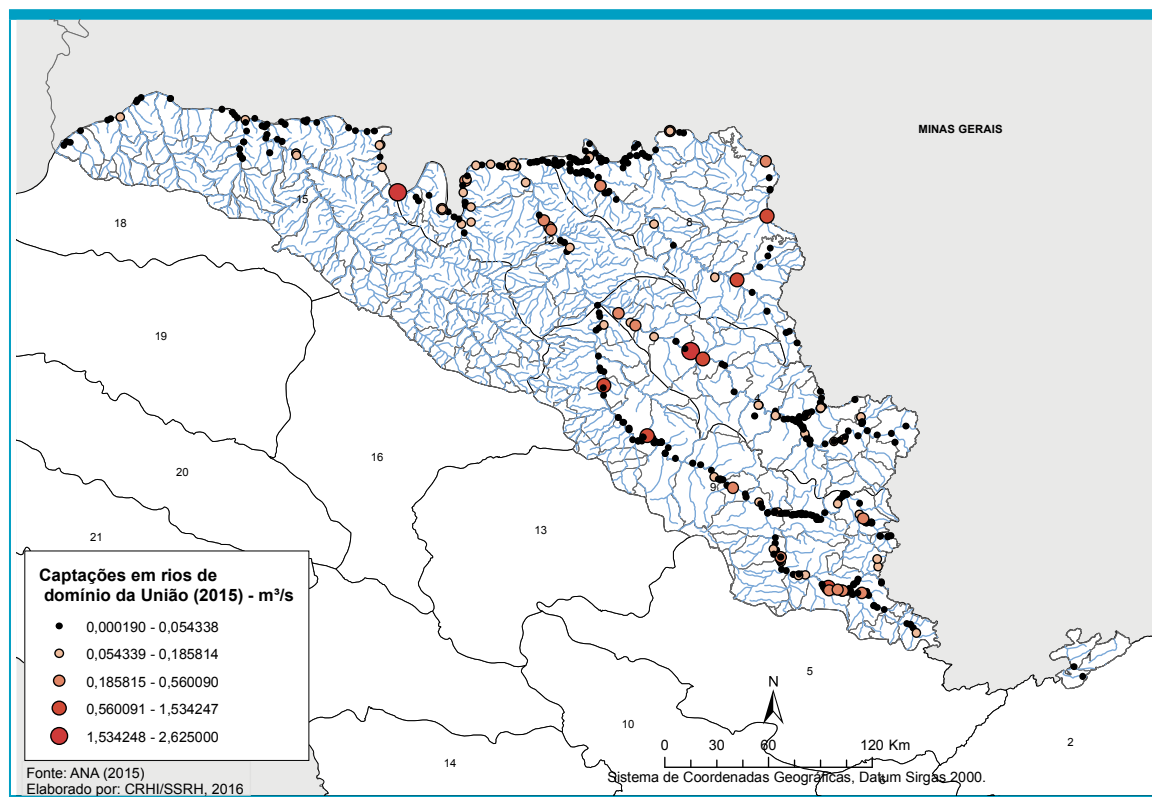 MINAS GERAIS
18
15
8
12
19
4
16
20
9
13
21
5
10
14
2
6
Captações em rios de
domínio da União (2015) - m³/s
0,000190 - 0,054338
0,054339 - 0,185814
0,185815 - 0,560090
0,560091 - 1,534247
1,534248 - 2,625000
N
0 30 60 120 Km
Sistema de Coordenadas Geográficas, Datum Sirgas 2000.
Fonte: ANA (2015)
Elaborado por: CRHI/SSRH, 2016